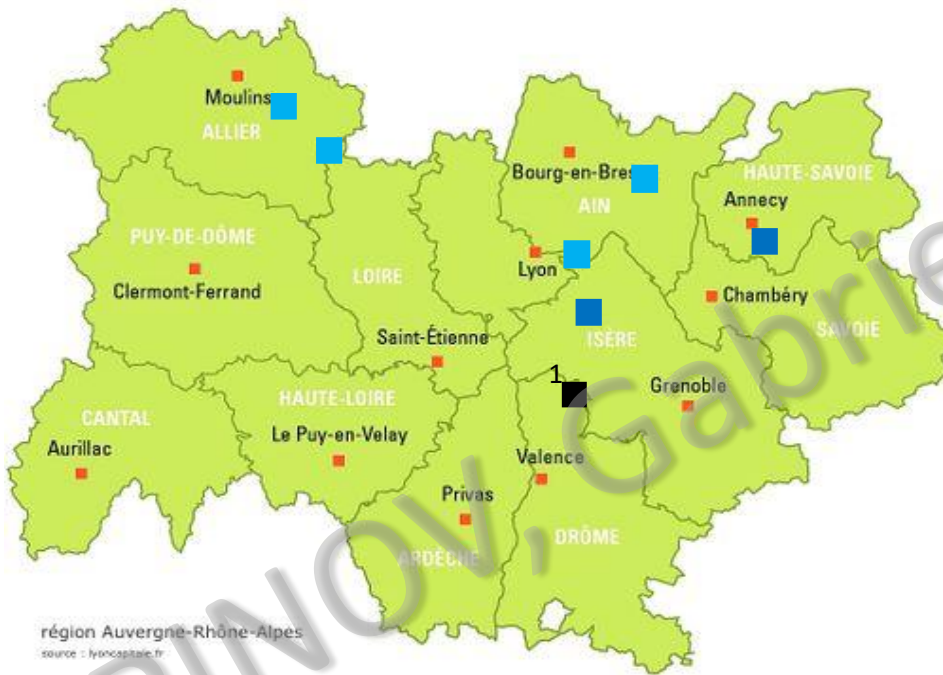 Moulins
ALLIER
Bourg-en-Bres
HAUTE-SAVOIE
Annecy
AIN
PUY-DE-DÔME
Clermont-Ferrand
LOIRE
Lyon
Chambéry
SAVOIE
Saint-Étienne
ISÈRE
1
Grenoble
CANTAL
HAUTE-LOIRE
Aurillac
Le Puy-en-Velay
Valence
Privas
ARDÈCHE
DRÔME
région Auvergne-Rhône-Alpes
source : lyoncapitale.fr
PINOV, Gabrie